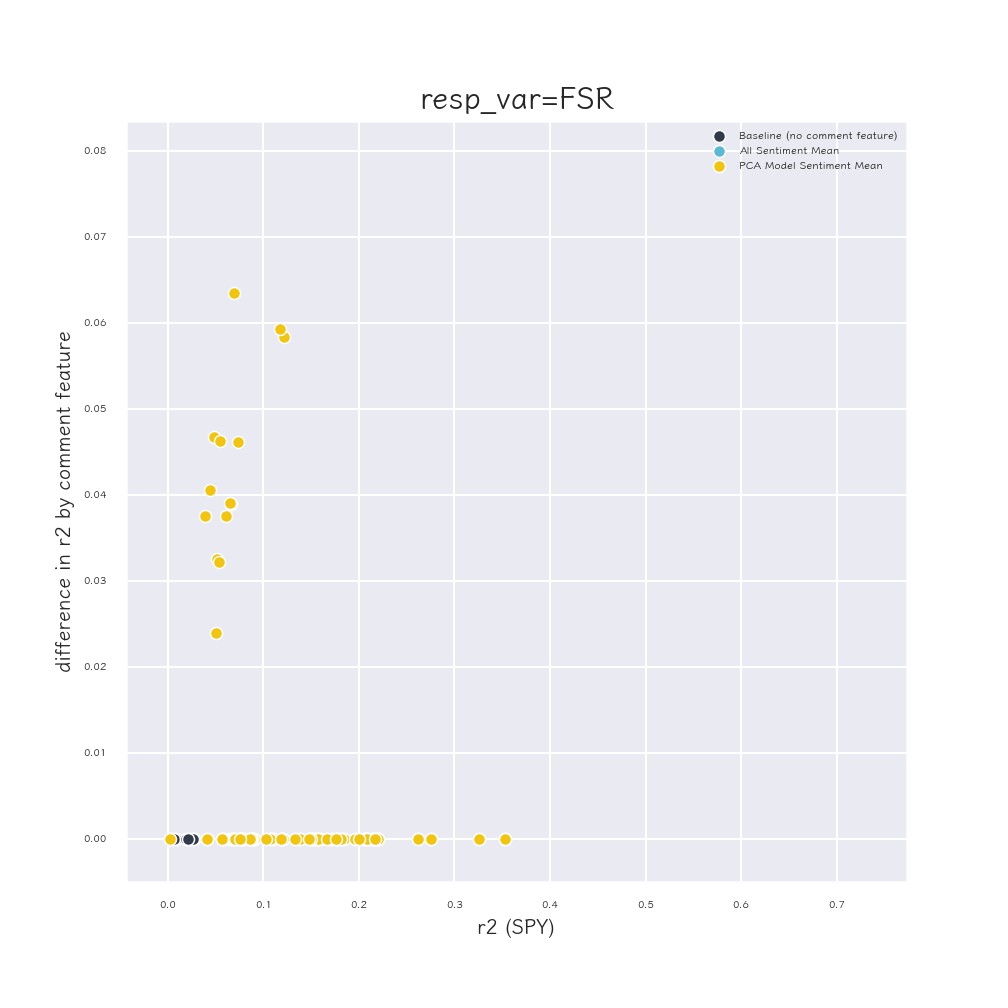 resp_var=FSR
Baseline (no comment feature)
All Sentiment Mean
PCA Model Sentiment Mean
0.08
0.07
0.06
0.05
0.04
0.03
0.02
0.01
0.00
difference in r2 by comment feature
0.0 0.1 0.2 0.3 0.4 0.5 0.6 0.7
r2 (SPY)